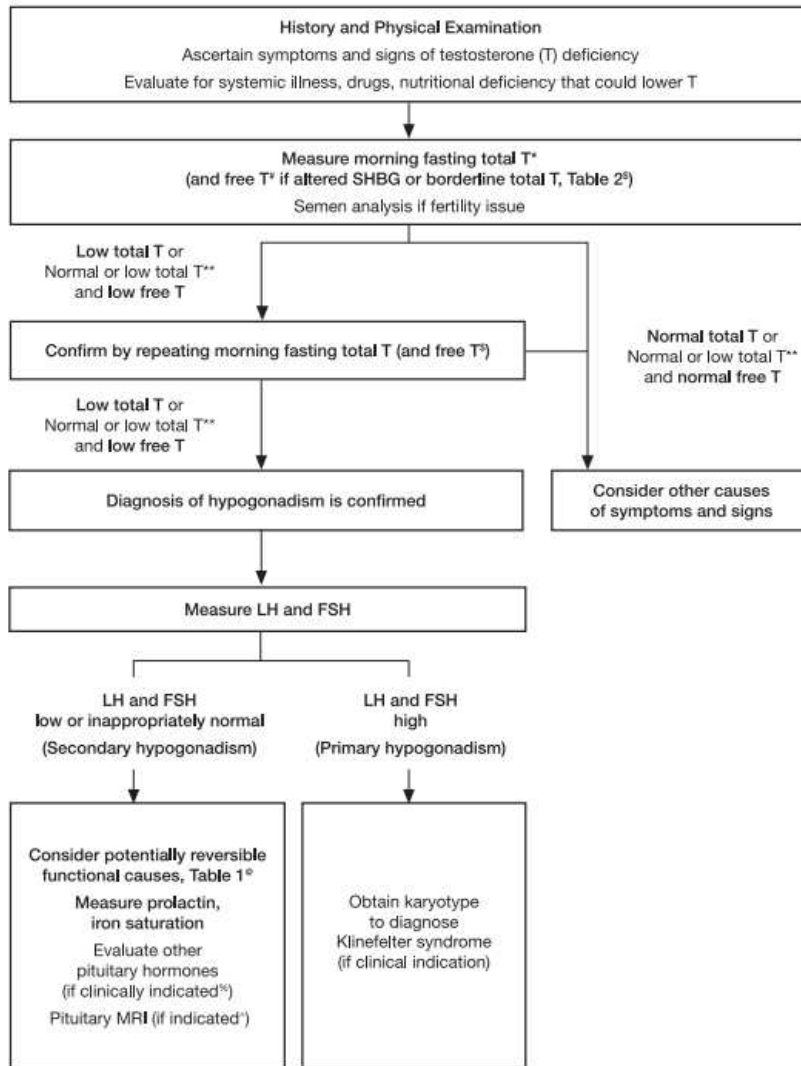 History and Physical Examination
Ascertain symptoms and signs of testosterone (T) deficiency
Evaluate for systemic illness, drugs, nutritional deficiency that could lower T
Measure morning fasting total T*
(and free T¥ if altered SHBG or borderline total T, Table 2$)
Semen analysis if fertility issue
Low total T or
Normal or low total T**
and low free T
Confirm by repeating morning fasting total T (and free T$)
Normal total T or
Normal or low total T**
and normal free T
Low total T or
Normal or low total T**
and low free T
Diagnosis of hypogonadism is confirmed
Consider other causes
of symptoms and signs
Measure LH and FSH
LH and FSH
low or inappropriately normal
(Secondary hypogonadism)
LH and FSH
high
(Primary hypogonadism)
Consider potentially reversible
functional causes, Table 1@
Measure prolactin,
iron saturation
Evaluate other
pituitary hormones
(if clinically indicated%)
Pituitary MRI (if indicated^)
Obtain karyotype
to diagnose
Klinefelter syndrome
(if clinical indication)